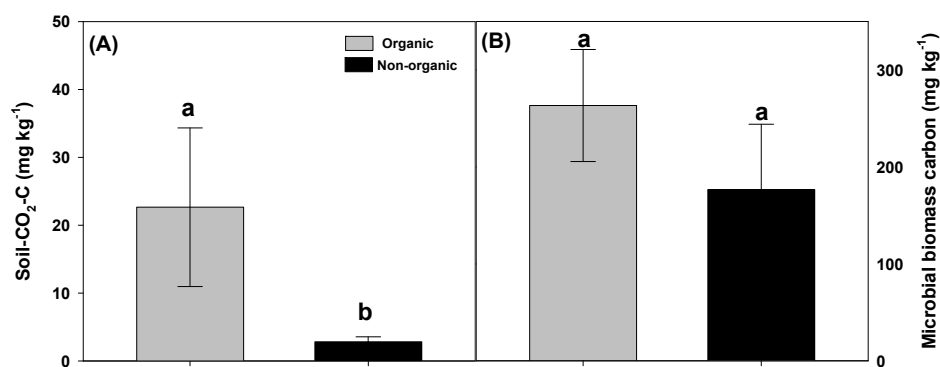 (A)
Organic
Non-organic
a
b
50
40
30
20
10
0
Soil-CO₂-C (mg kg⁻¹)
(B)
a
a
300
200
100
0
Microbial biomass carbon (mg kg⁻¹)